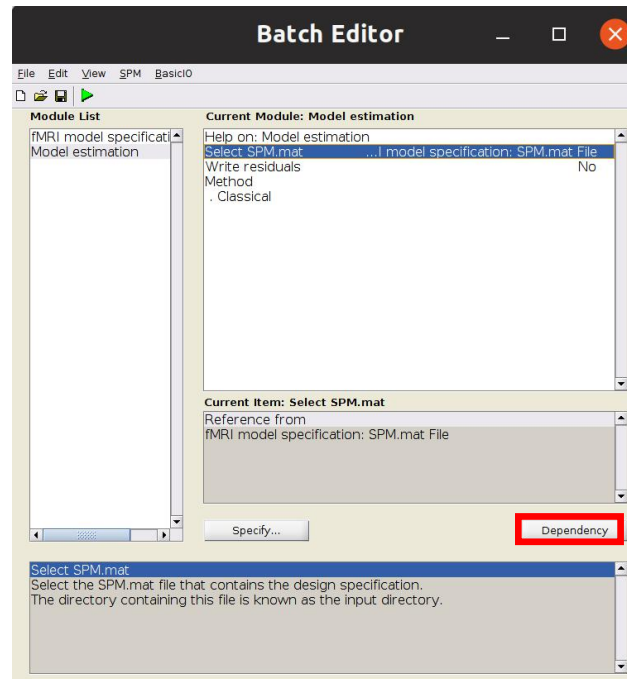 Batch Editor
File Edit View SPM BasicIO
Module List
fMRI model specificati
Model estimation
Current Module: Model estimation
Help on: Model estimation
Select SPM.mat ...l model specification: SPM.mat File
Write residuals No
Method
. Classical
Current Item: Select SPM.mat
Reference from
fMRI model specification: SPM.mat File
Specify...
Dependency
Select SPM.mat
Select the SPM.mat file that contains the design specification.
The directory containing this file is known as the input directory.